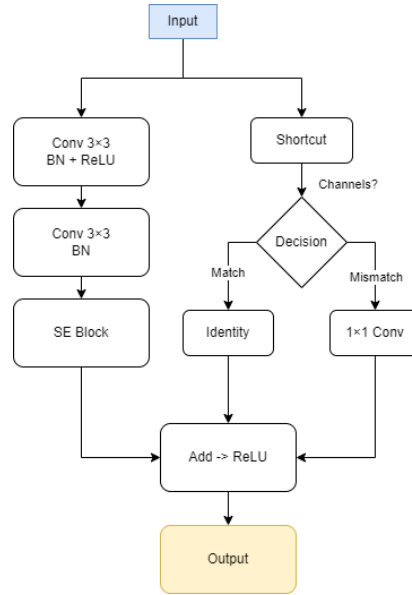 Input
Conv 3×3
BN + ReLU
Shortcut
Channels?
Conv 3×3
BN
Decision
Match
Mismatch
SE Block
Identity
1×1 Conv
Add -> ReLU
Output